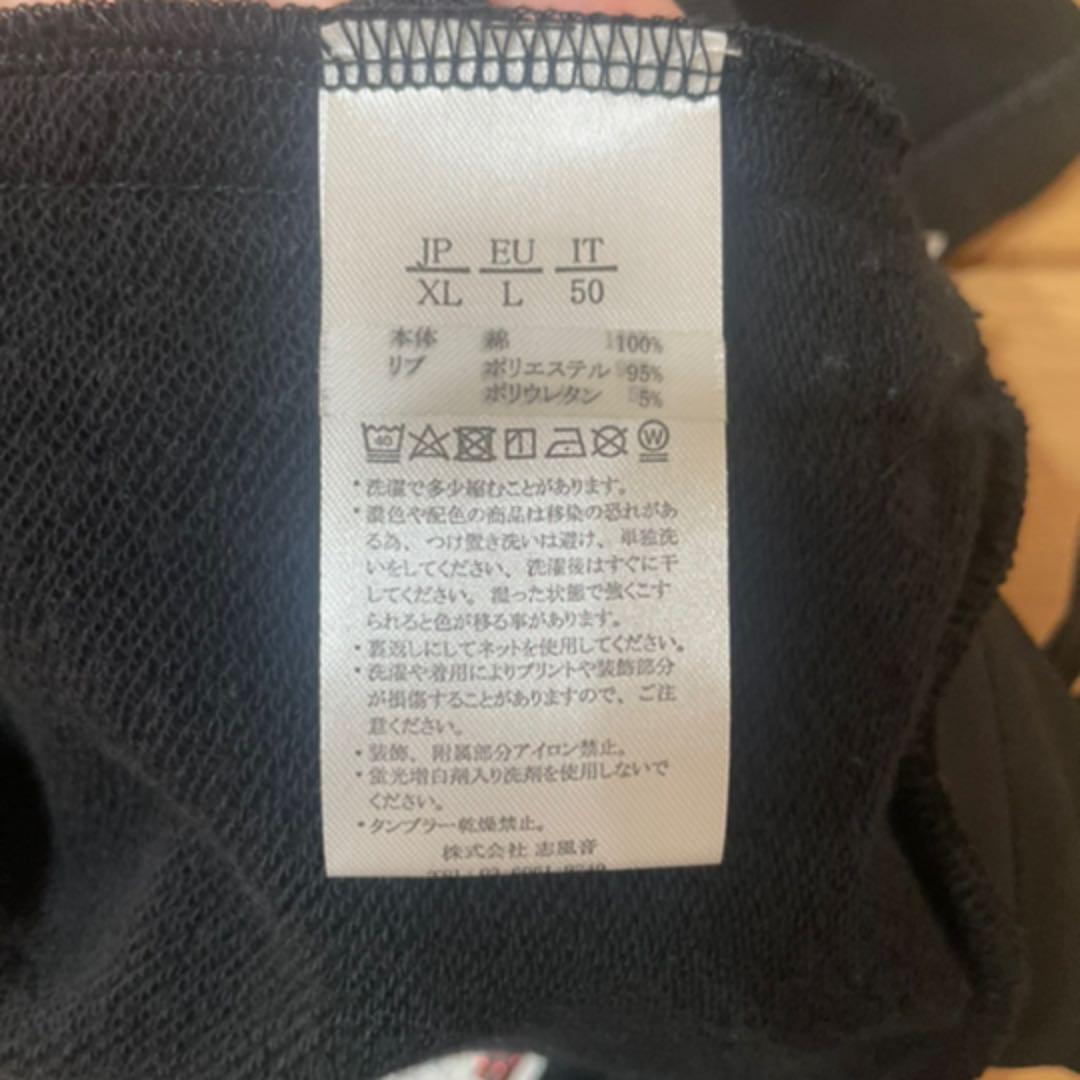 JP EU IT
XL L 50
本体 綿 100%
リブ ポリエステル 95%
ポリウレタン 5%
40 W
・洗濯で多少縮むことがあります。
・濃色や配色の商品は移染の恐れがあ
る為、つけ置き洗いは避け、単独洗
いをしてください、洗濯後はすぐに干
してください。湿った状態で強くこす
られると色が移る事があります。
・裏返しにしてネットを使用してください。
・洗濯や着用によりプリントや装飾部分
が損傷することがありますので、ご注
意ください。
・装飾、附属部分アイロン禁止。
・蛍光増白剤入り洗剤を使用しないで
ください。
・タンブラー乾燥禁止。
株式会社 志風音